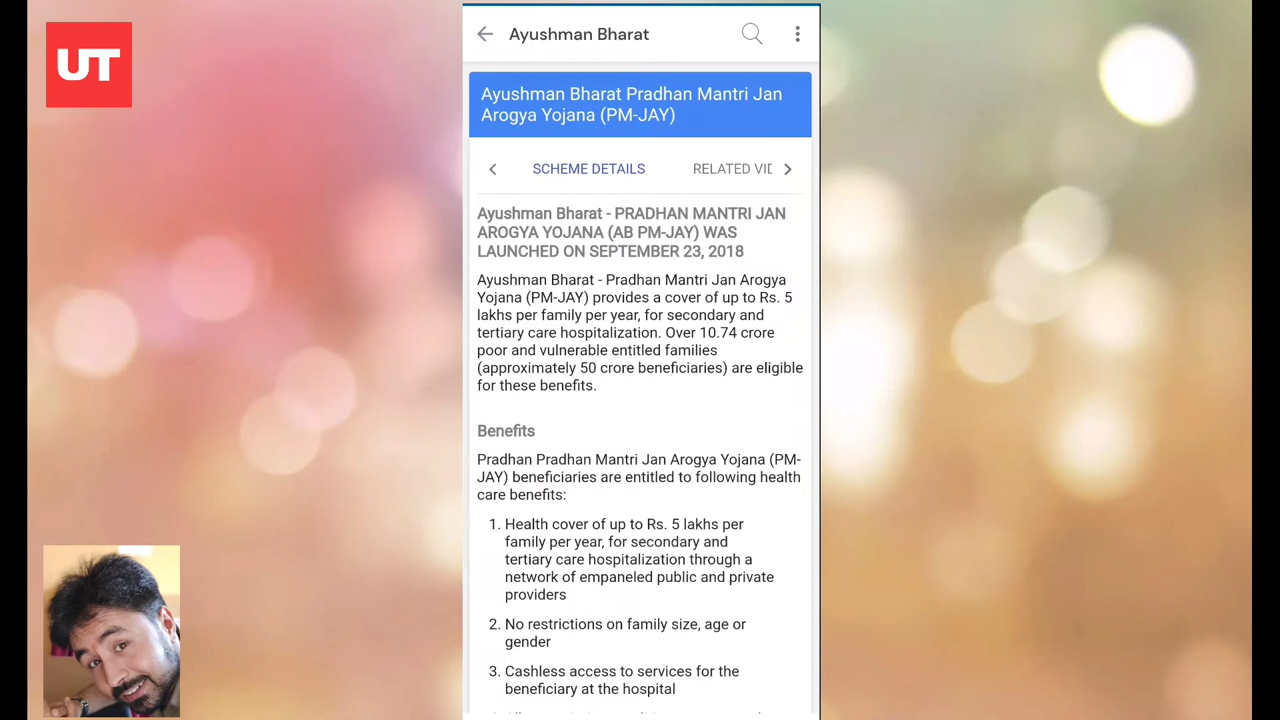 UT
Ayushman Bharat
Ayushman Bharat Pradhan Mantri Jan
Arogya Yojana (PM-JAY)
SCHEME DETAILS
RELATED VID
Ayushman Bharat - PRADHAN MANTRI JAN
AROGYA YOJANA (AB PM-JAY) WAS
LAUNCHED ON SEPTEMBER 23, 2018
Ayushman Bharat - Pradhan Mantri Jan Arogya
Yojana (PM-JAY) provides a cover of up to Rs. 5
lakhs per family per year, for secondary and
tertiary care hospitalization. Over 10.74 crore
poor and vulnerable entitled families
(approximately 50 crore beneficiaries) are eligible
for these benefits.
Benefits
Pradhan Pradhan Mantri Jan Arogya Yojana (PM-
JAY) beneficiaries are entitled to following health
care benefits:
1. Health cover of up to Rs. 5 lakhs per
family per year, for secondary and
tertiary care hospitalization through a
network of empaneled public and private
providers
2. No restrictions on family size, age or
gender
3. Cashless access to services for the
beneficiary at the hospital